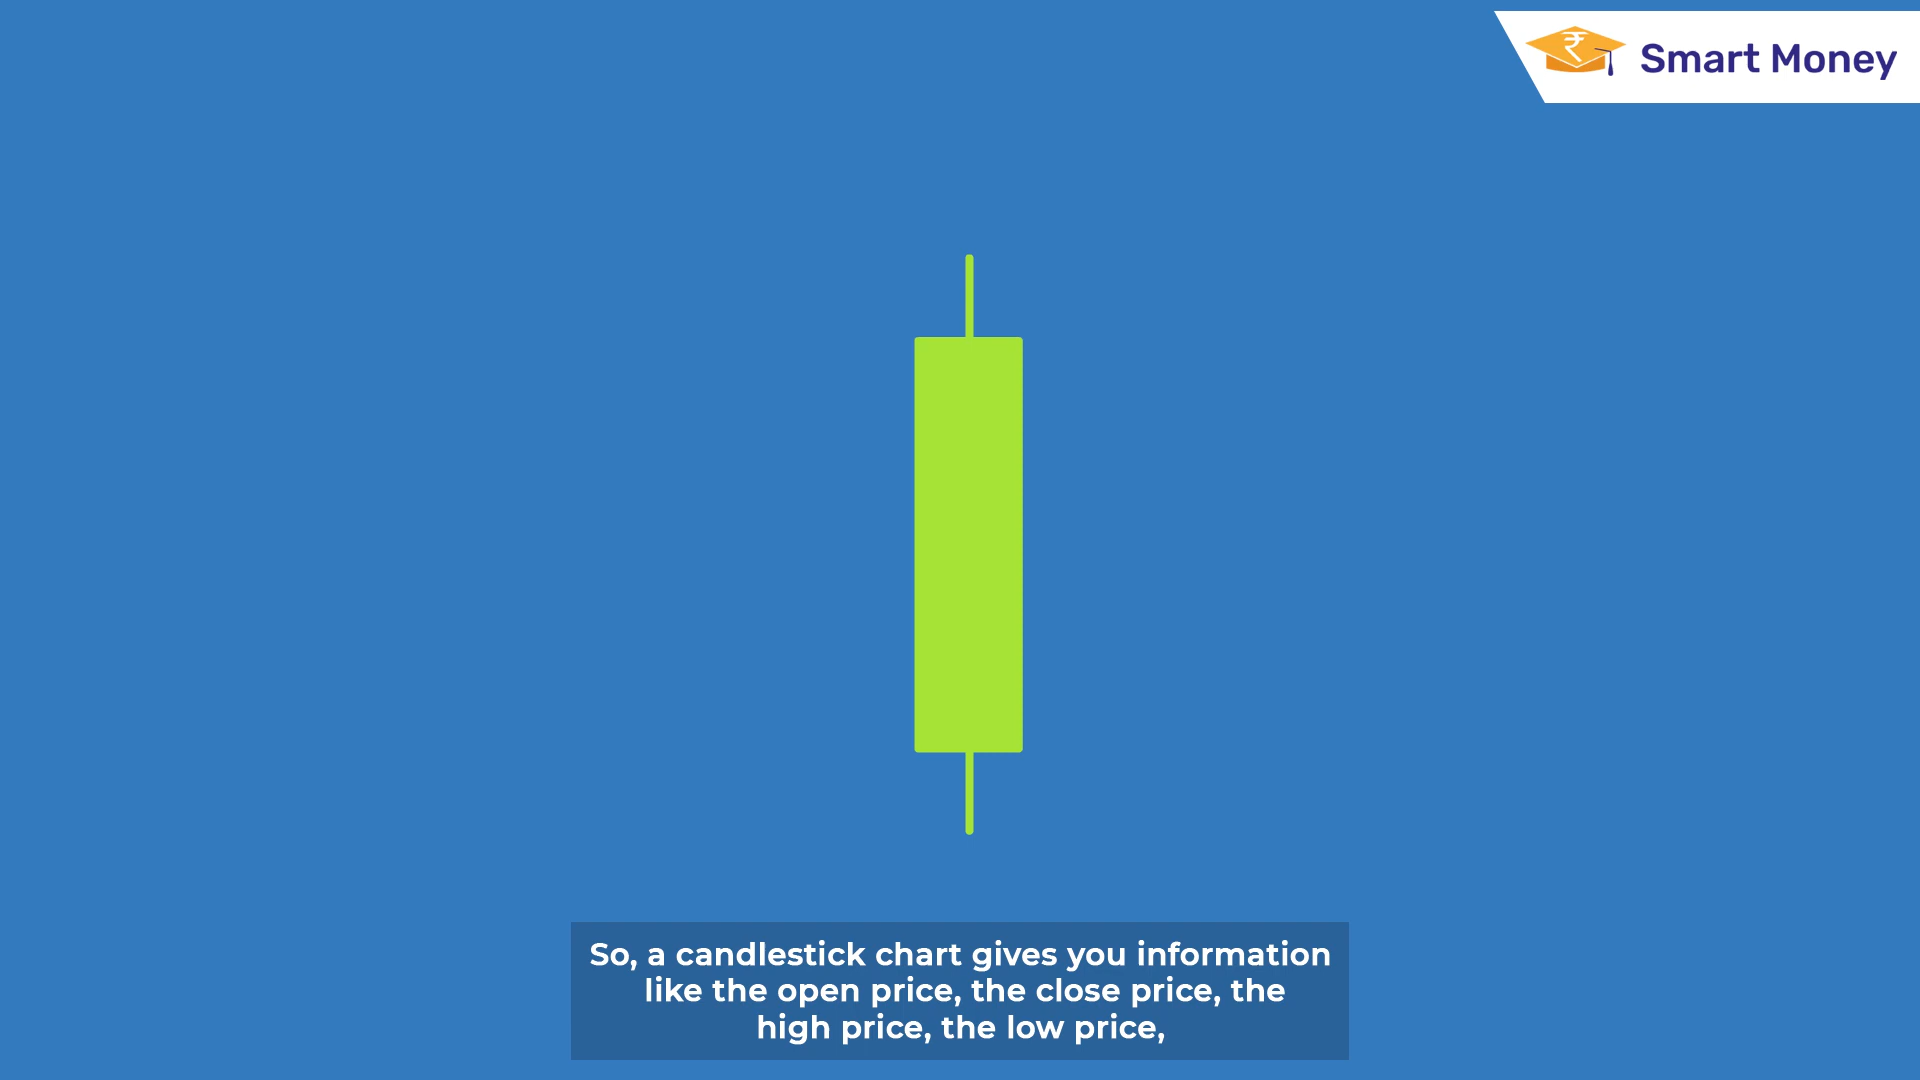 Smart Money
So, a candlestick chart gives you information
like the open price, the close price, the
high price, the low price,